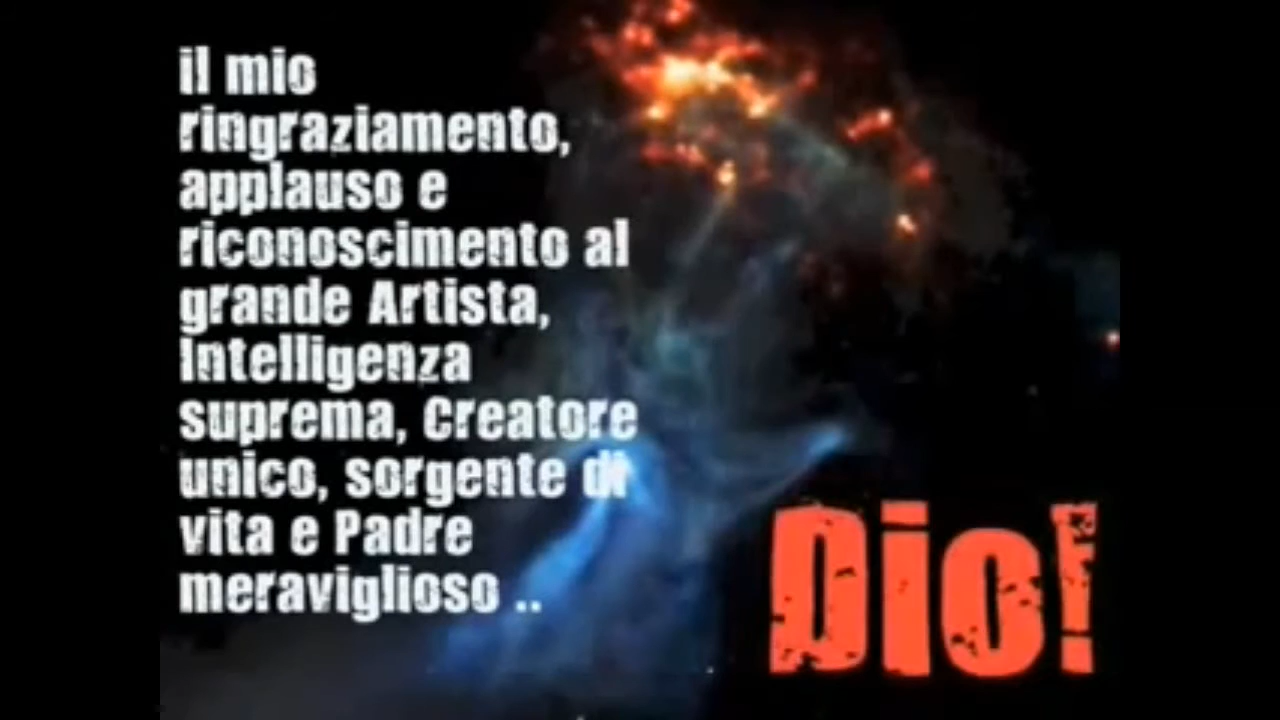 il mio
ringraziamento,
applauso e
riconoscimento al
grande Artista,
Intelligenza
suprema, Creatore
unico, sorgente di
vita e Padre
meraviglioso ..
Dio!